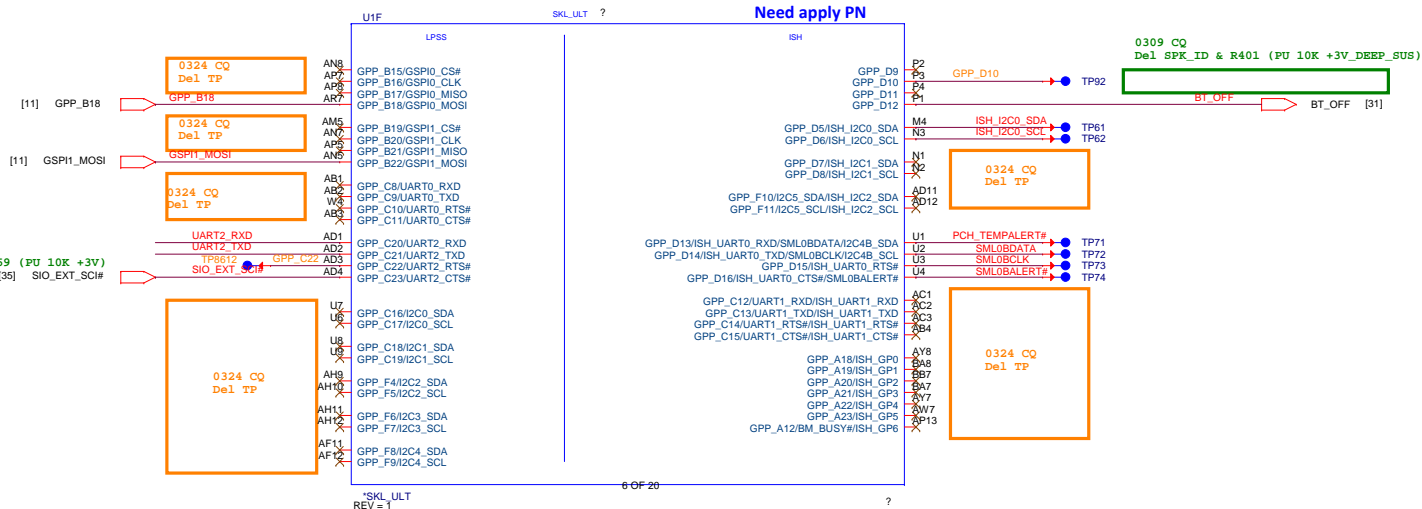 U1F
SKL_ULT ?
Need apply PN
LPSS
ISH
0309 CQ
Del SPK_ID & R401 (PU 10K +3V_DEEP_SUS)
0324 CQ
Del TP
AN8 GPP_B15/GSPI0_CS#
AP7 GPP_B16/GSPI0_CLK
AP8 GPP_B17/GSPI0_MISO
[11] GPP_B18 GPP_B18 AR7 GPP_B18/GSPI0_MOSI
0324 CQ
Del TP
AM5 GPP_B19/GSPI1_CS#
AN7 GPP_B20/GSPI1_CLK
AP5 GPP_B21/GSPI1_MISO
[11] GSPI1_MOSI GSPI1_MOSI AN5 GPP_B22/GSPI1_MOSI
0324 CQ
Del TP
AB1 GPP_C8/UART0_RXD
AB2 GPP_C9/UART0_TXD
W4 GPP_C10/UART0_RTS#
AB3 GPP_C11/UART0_CTS#
UART2_RXD AD1 GPP_C20/UART2_RXD
UART2_TXD AD2 GPP_C21/UART2_TXD
59 (PU 10K +3V) TP8612 GPP_C22 AD3 GPP_C22/UART2_RTS#
[35] SIO_EXT_SCI# SIO_EXT_SCI# AD4 GPP_C23/UART2_CTS#
U7 GPP_C16/I2C0_SDA
U6 GPP_C17/I2C0_SCL
U8 GPP_C18/I2C1_SDA
U9 GPP_C19/I2C1_SCL
0324 CQ
Del TP
AH9 GPP_F4/I2C2_SDA
AH10 GPP_F5/I2C2_SCL
AH11 GPP_F6/I2C3_SDA
AH12 GPP_F7/I2C3_SCL
AF11 GPP_F8/I2C4_SDA
AF12 GPP_F9/I2C4_SCL
GPP_D9 P2
GPP_D10 P3 GPP_D10 TP92
GPP_D11 P4
GPP_D12 P1 BT_OFF BT_OFF [31]
GPP_D5/ISH_I2C0_SDA M4 ISH_I2C0_SDA TP61
GPP_D6/ISH_I2C0_SCL N3 ISH_I2C0_SCL TP62
GPP_D7/ISH_I2C1_SDA N1
GPP_D8/ISH_I2C1_SCL N2
0324 CQ
Del TP
GPP_F10/I2C5_SDA/ISH_I2C2_SDA AD11
GPP_F11/I2C5_SCL/ISH_I2C2_SCL AD12
GPP_D13/ISH_UART0_RXD/SML0BDATA/I2C4B_SDA U1 PCH_TEMPALERT# TP71
GPP_D14/ISH_UART0_TXD/SML0BCLK/I2C4B_SCL U2 SML0BDATA TP72
GPP_D15/ISH_UART0_RTS# U3 SML0BCLK TP73
GPP_D16/ISH_UART0_CTS#/SML0BALERT# U4 SML0BALERT# TP74
GPP_C12/UART1_RXD/ISH_UART1_RXD AC1
GPP_C13/UART1_TXD/ISH_UART1_TXD AC2
GPP_C14/UART1_RTS#/ISH_UART1_RTS# AC3
GPP_C15/UART1_CTS#/ISH_UART1_CTS# AB4
0324 CQ
Del TP
GPP_A18/ISH_GP0 AY8
GPP_A19/ISH_GP1 BA8
GPP_A20/ISH_GP2 BB7
GPP_A21/ISH_GP3 BA7
GPP_A22/ISH_GP4 AY7
GPP_A23/ISH_GP5 AW7
GPP_A12/BM_BUSY#/ISH_GP6 AP13
6 OF 20
*SKL_ULT
REV = 1
?